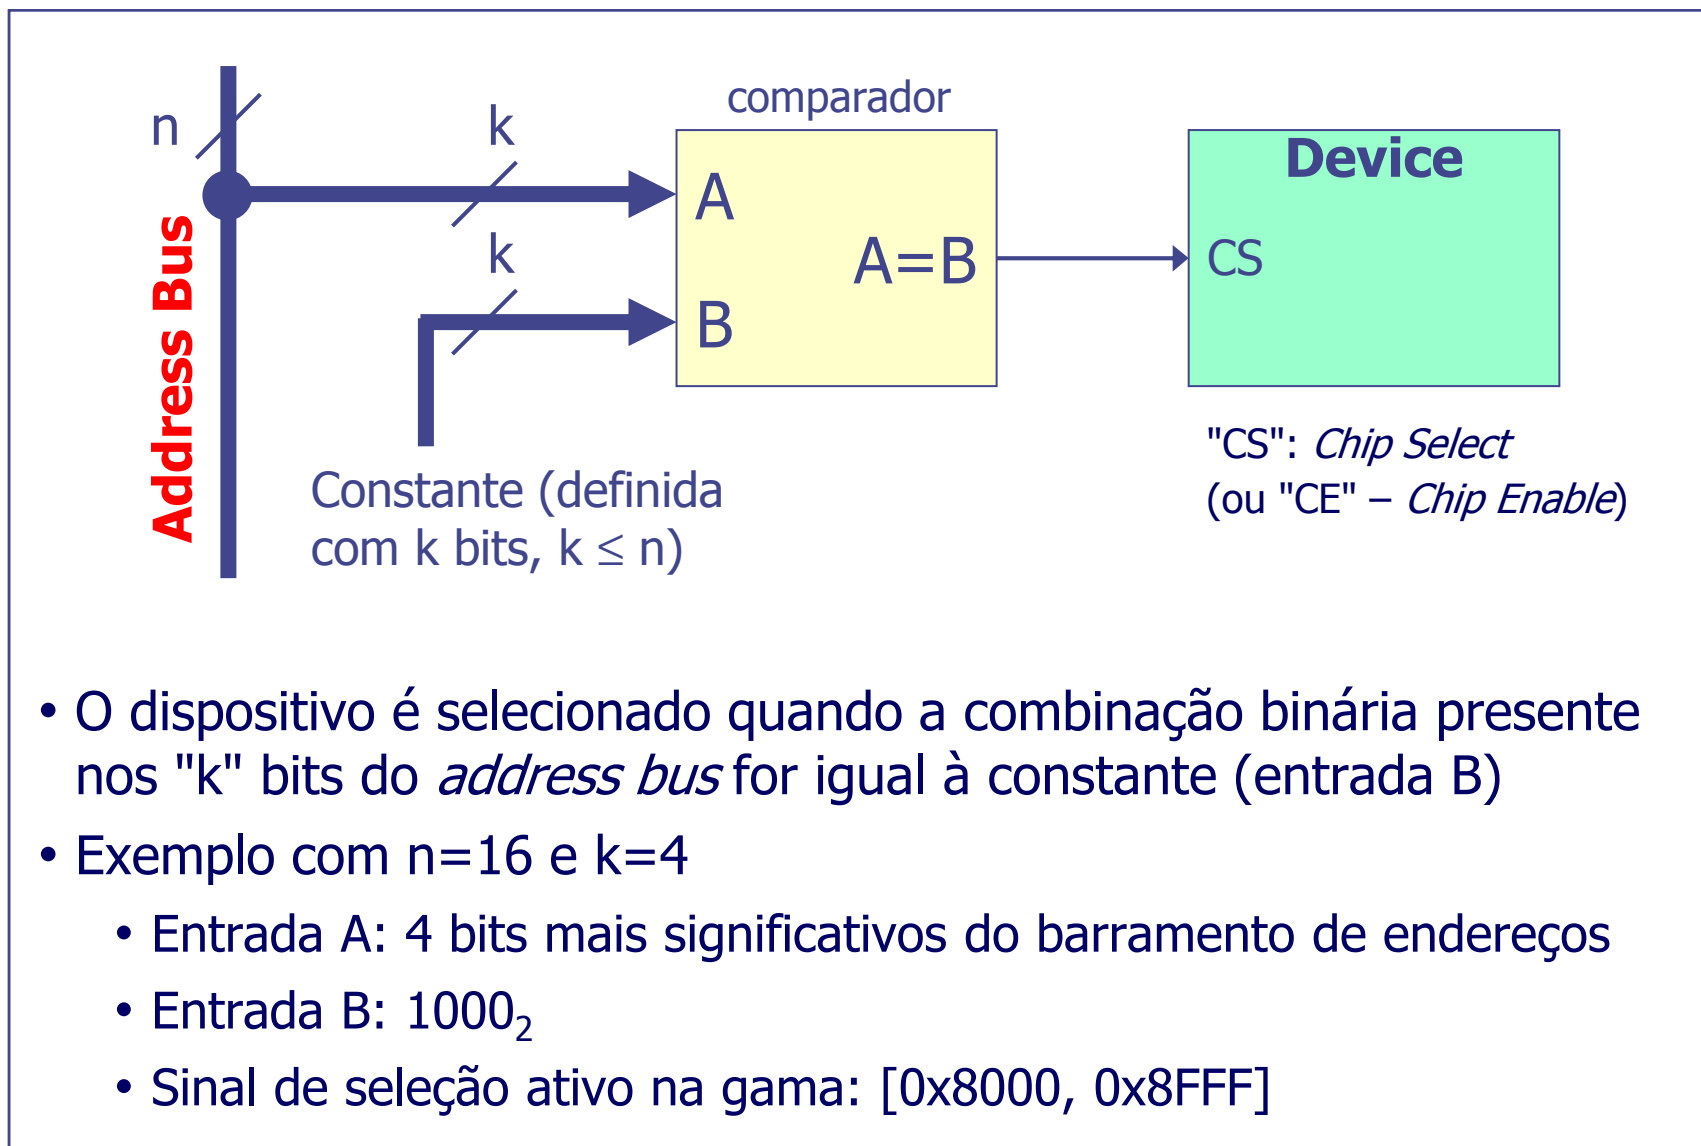 comparador
n
k
Device
A
k
A=B
CS
B
Address Bus
"CS": Chip Select
(ou "CE" – Chip Enable)
Constante (definida
com k bits, k ≤ n)
• O dispositivo é selecionado quando a combinação binária presente
nos "k" bits do address bus for igual à constante (entrada B)
• Exemplo com n=16 e k=4
• Entrada A: 4 bits mais significativos do barramento de endereços
• Entrada B: 1000₂
• Sinal de seleção ativo na gama: [0x8000, 0x8FFF]